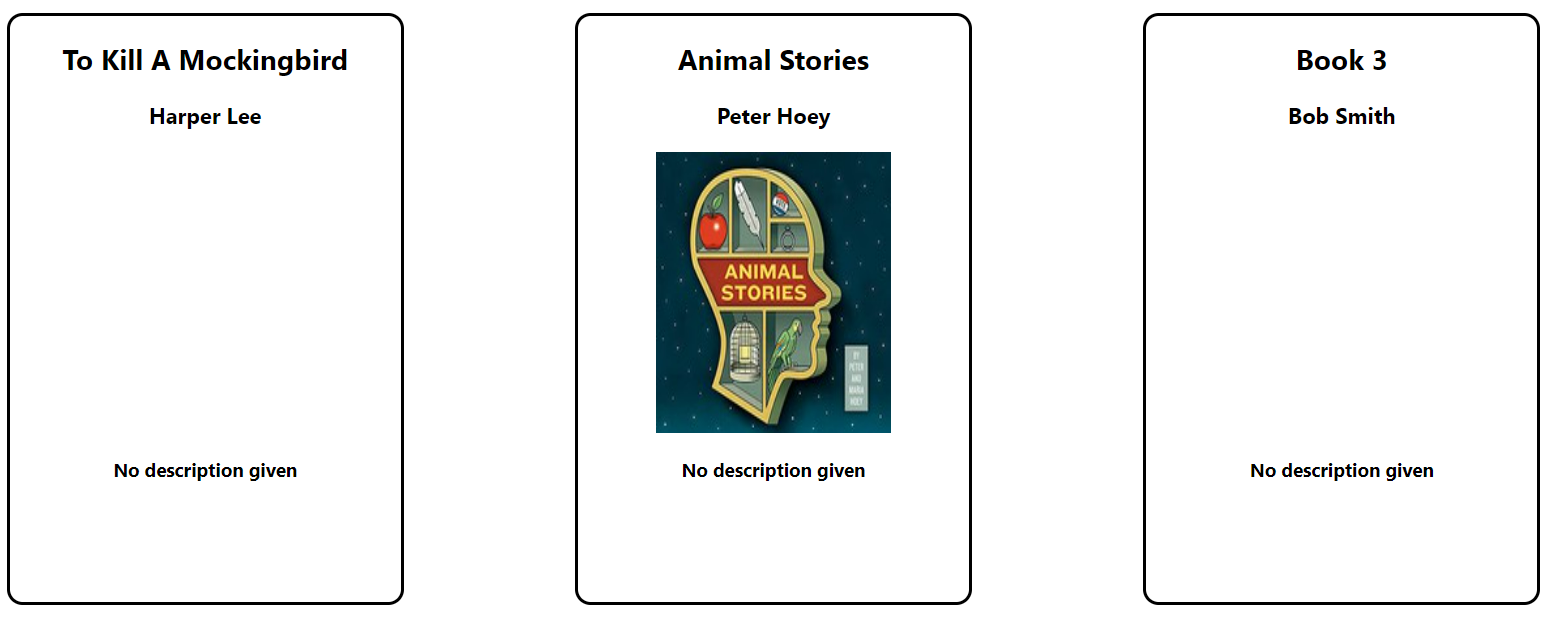 To Kill A Mockingbird
Harper Lee
No description given
Animal Stories
Peter Hoey
ANIMAL
STORIES
BY
PETER
AND
MARIA
HOEY
No description given
Book 3
Bob Smith
No description given